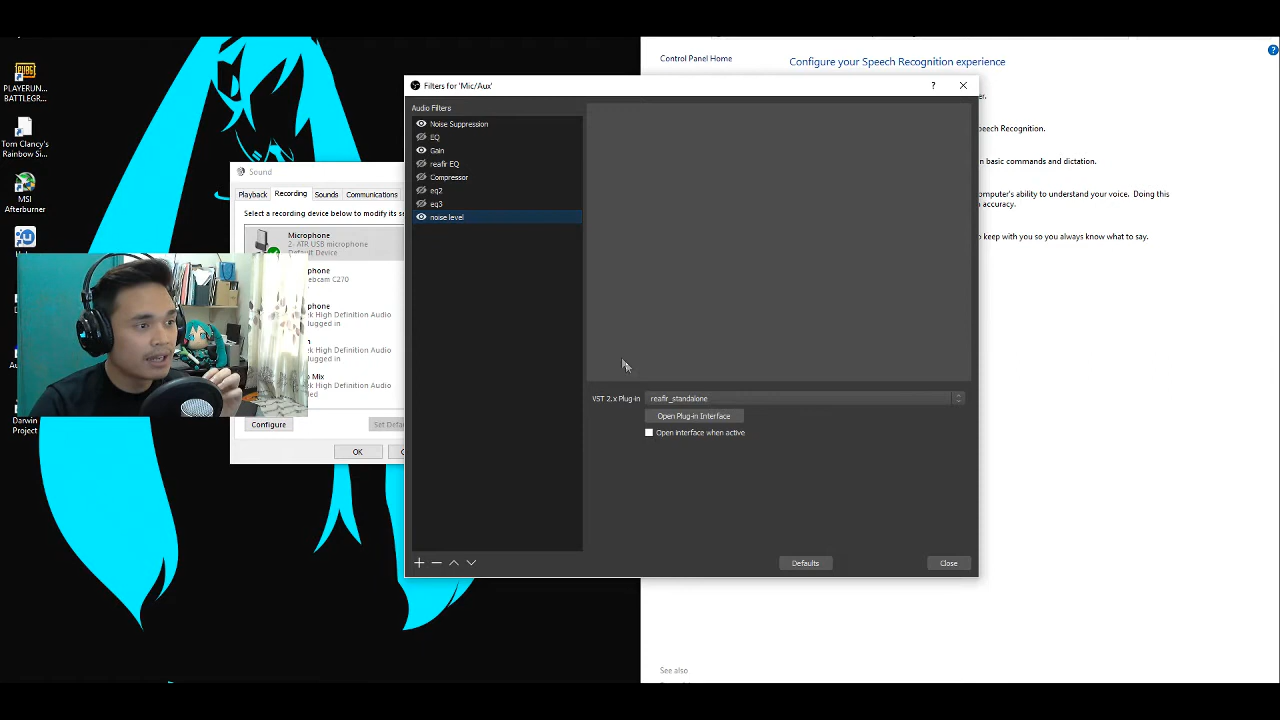 PLAYERUN...
BATTLEGR...
Tom Clancy's
Rainbow Si...
MSI
Afterburner
Darwin
Project
Sound
Playback
Recording
Sounds
Communications
Select a recording device below to modify its se
Microphone
2- ATR USB microphone
Default Device
phone
ebcam C270
phone
ek High Definition Audio
lugged in
ek High Definition Audio
lugged in
o Mix
ek High Definition Audio
Configure
Set Defa
OK
C
Filters for 'Mic/Aux'
?
Audio Filters
Noise Suppression
EQ
Gain
reafir EQ
Compressor
eq2
eq3
noise level
VST 2.x Plug-in
reafir_standalone
Open Plug-in Interface
Open interface when active
Defaults
Close
Control Panel Home
Configure your Speech Recognition experience
peech Recognition.
n basic commands and dictation.
omputer's ability to understand your voice. Doing this
accuracy.
o keep with you so you always know what to say.
See also